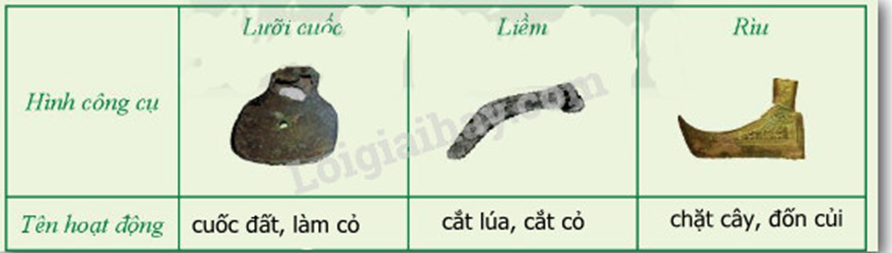 Lưỡi cuốc Liềm Rìu
Hình công cụ
Loigiaihay.com
Tên hoạt động cuốc đất, làm cỏ cắt lúa, cắt cỏ chặt cây, đốn củi